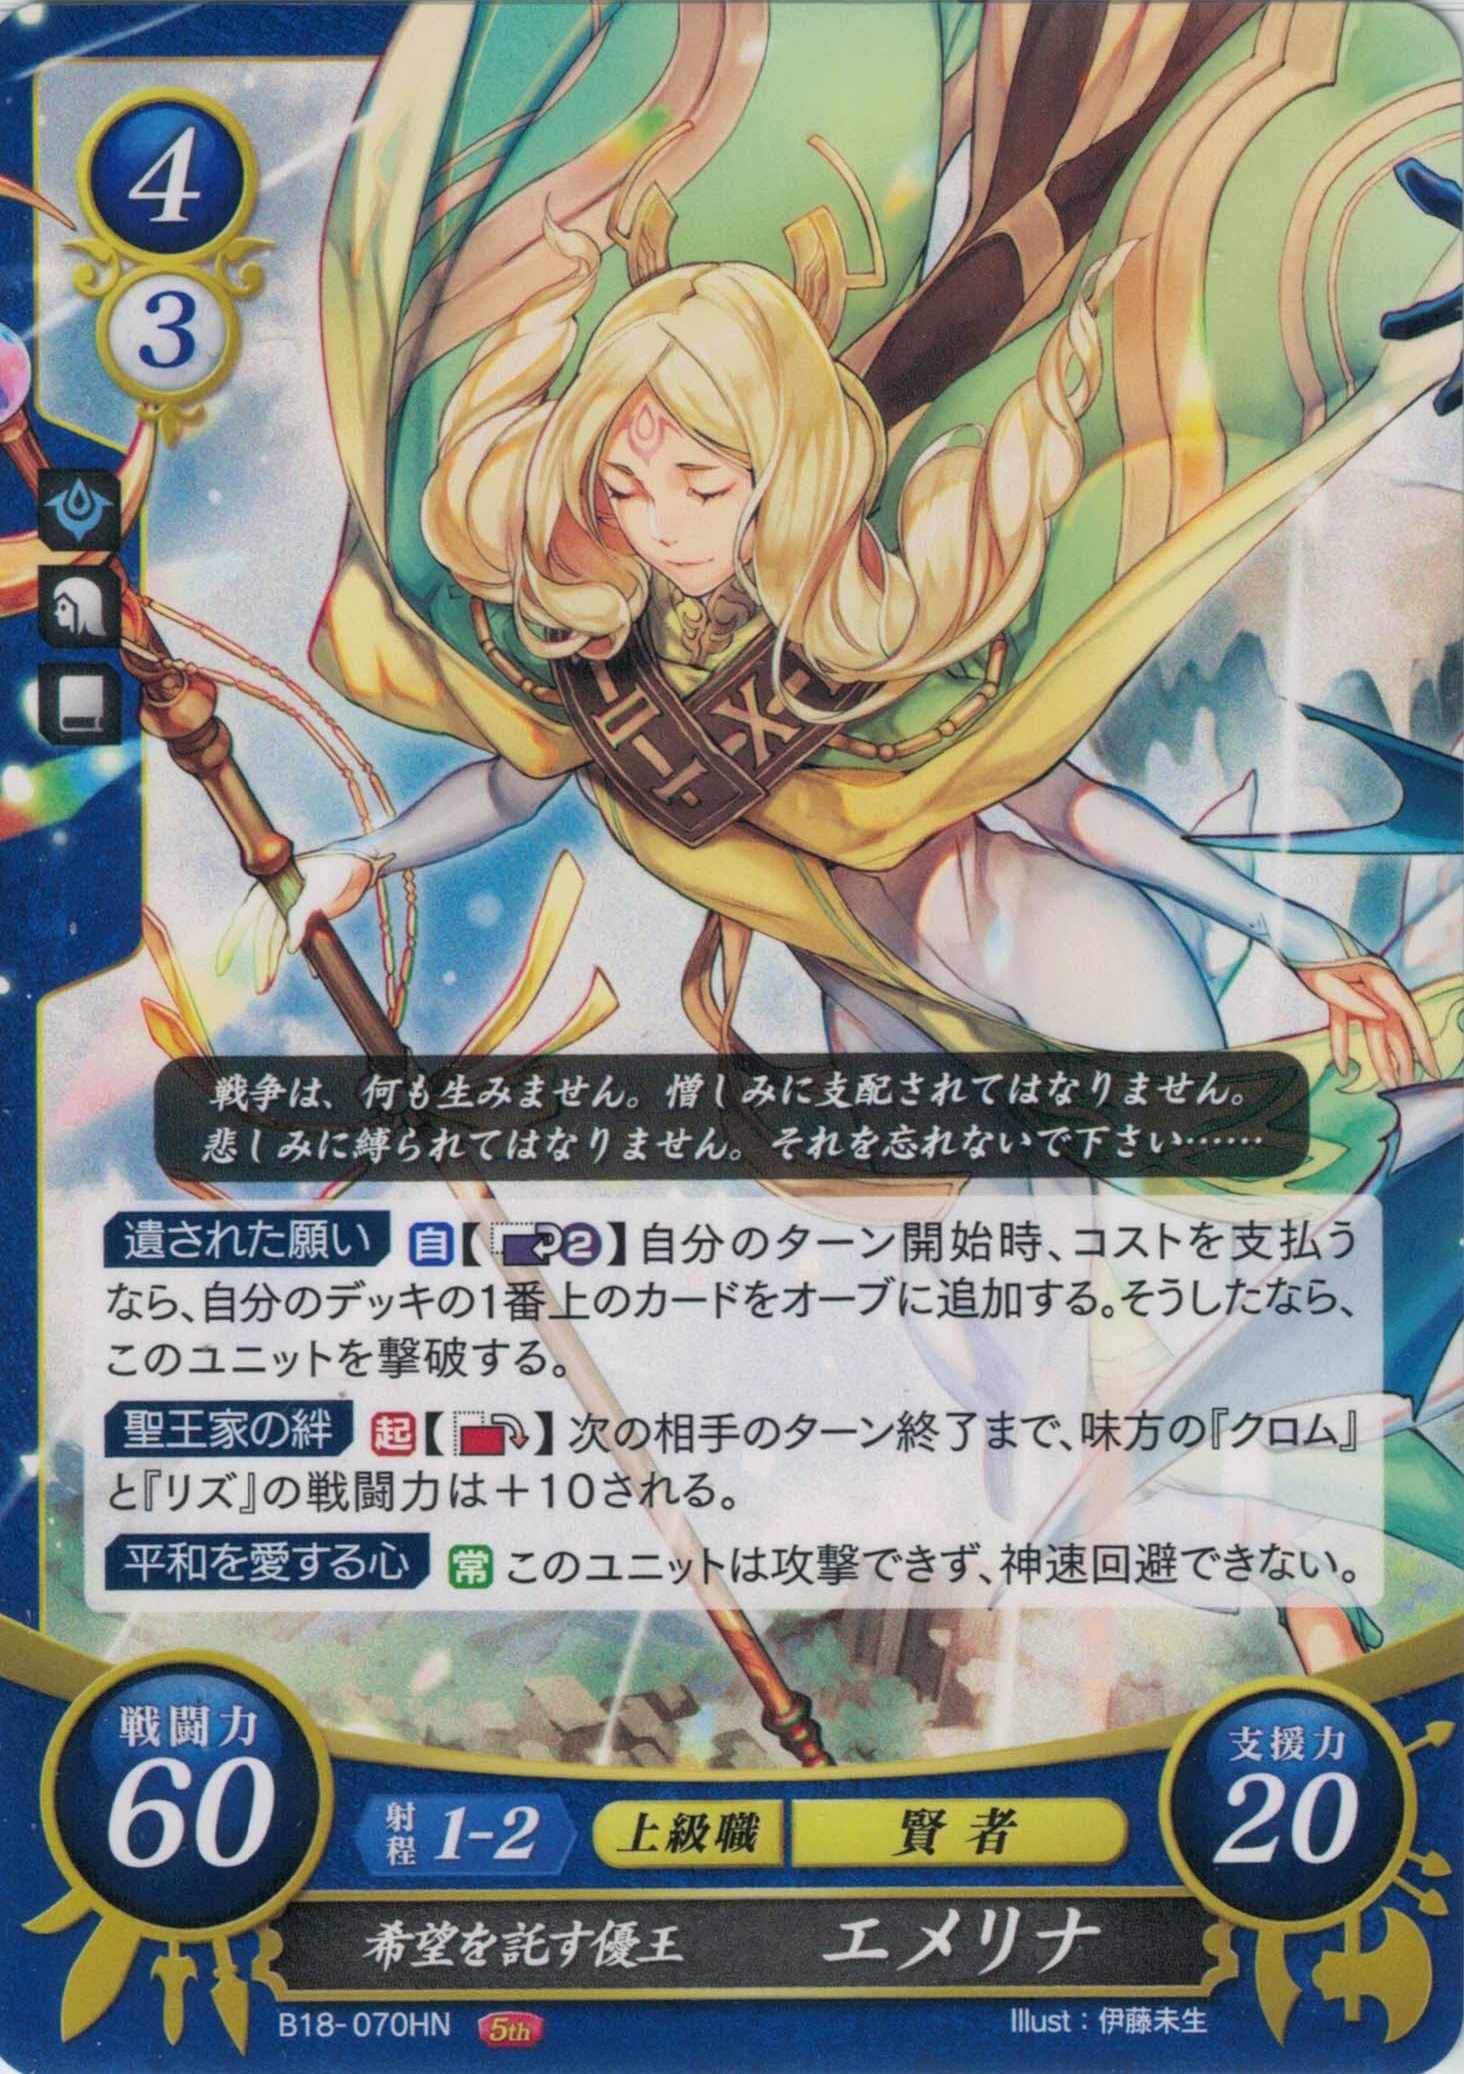 4
3
戦争は、何も生みません。憎しみに支配されてはなりません。
悲しみに縛られてはなりません。それを忘れないで下さい……
遺された願い 自【2】自分のターン開始時、コストを支払う
なら、自分のデッキの1番上のカードをオーブに追加する。そうしたなら、
このユニットを撃破する。
聖王家の絆 起【】次の相手のターン終了まで、味方の『クロム』
と『リズ』の戦闘力は+10される。
平和を愛する心 常 このユニットは攻撃できず、神速回避できない。
戦闘力
60
射程 1-2
上級職
賢者
支援力
20
希望を託す優王 エメリナ
B18-070HN 5th
Illust：伊藤未生